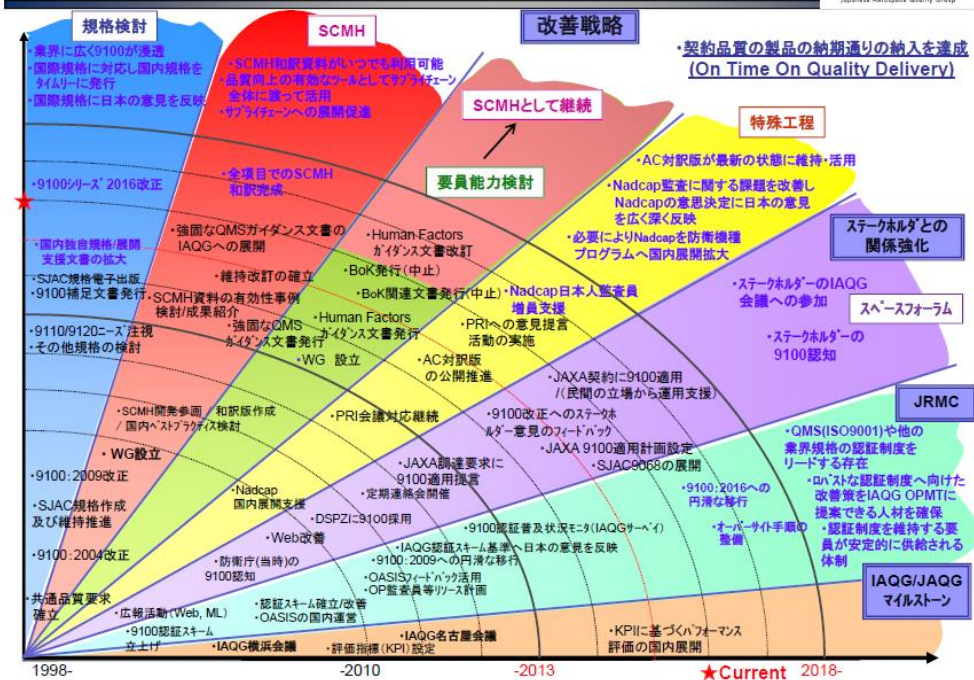 Japanese Aerospace Quality Group
改善戦略
・契約品質の製品の納期通りの納入を達成
(On Time On Quality Delivery)
規格検討
・業界に広く9100が浸透
・国際規格に対応し国内規格を
タイムリーに発行
・国際規格に日本の意見を反映
・9100シリーズ 2016改正
・国内独自規格/展開
支援文書の拡大
・SJAC規格電子出版
・9100補足文書発行
・9110/9120ニーズ注視
・その他規格の検討
・9100：2009改正
・SJAC規格作成
及び維持推進
・9100：2004改正
・共通品質要求
確立
SCMH
・SCMH和訳資料がいつでも利用可能
・品質向上の有効なツールとしてサプライチェーン
全体に渡って活用
・サプライチェーンへの展開促進
・全項目でのSCMH
和訳完成
・強固なQMSガイダンス文書の
IAQGへの展開
・維持改訂の確立
・SCMH資料の有効性事例
検討/成果紹介
・強固なQMS
ガイダンス文書発行
・SCMH開発参画 和訳版作成
/ 国内ベストプラクティス検討
・WG設立
SCMHとして継続
要員能力検討
・Human Factors
ガイダンス文書改訂
・BoK発行(中止)
・BoK関連文書発行(中止)
・Human Factors
ガイダンス文書発行
・WG 設立
特殊工程
・AC対訳版が最新の状態に維持・活用
・Nadcap監査に関する課題を改善し
Nadcapの意思決定に日本の意見
を広く深く反映
・必要によりNadcapを防衛機種
プログラムへ国内展開拡大
・Nadcap日本人監査員
増員支援
・PRIへの意見提言
活動の実施
・AC対訳版
の公開推進
・PRI会議対応継続
・Nadcap
国内展開支援
ステークホルダとの
関係強化
・ステークホルダーのIAQG
会議への参加
スペースフォーラム
・ステークホルダーの
9100認知
・JAXA契約に9100適用
/(民間の立場から運用支援)
・9100改正へのステークホ
ルダー意見のフィードバック
・JAXA 9100適用計画設定
・SJAC9068の展開
・JAXA調達要求に
9100適用提言
・定期連絡会開催
・DSPZに9100採用
・Web改善
・防衛庁(当時)の
9100認知
・広報活動(Web, ML)
JRMC
・QMS(ISO9001)や他の
業界規格の認証制度を
リードする存在
・ロバストな認証制度へ向けた
改善策をIAQG OPMTに
提案できる人材を確保
・認証制度を維持する要
員が安定的に供給される
体制
・9100：2016への
円滑な移行
・オーバーサイト手順の
整備
・9100認証普及状況モニタ(IAQGサーベイ)
・IAQG認証スキーム基準へ日本の意見を反映
・9100：2009への円滑な移行
・OASISフィードバック活用
・OP監査員等リソース計画
・認証スキーム確立/改善
・OASISの国内運営
・9100認証スキーム
立上げ
IAQG/JAQG
マイルストーン
・IAQG横浜会議
・IAQG名古屋会議
・評価指標(KPI)設定
・KPIに基づくパフォーマンス
評価の国内展開
1998-
-2010
-2013
★Current
2018-